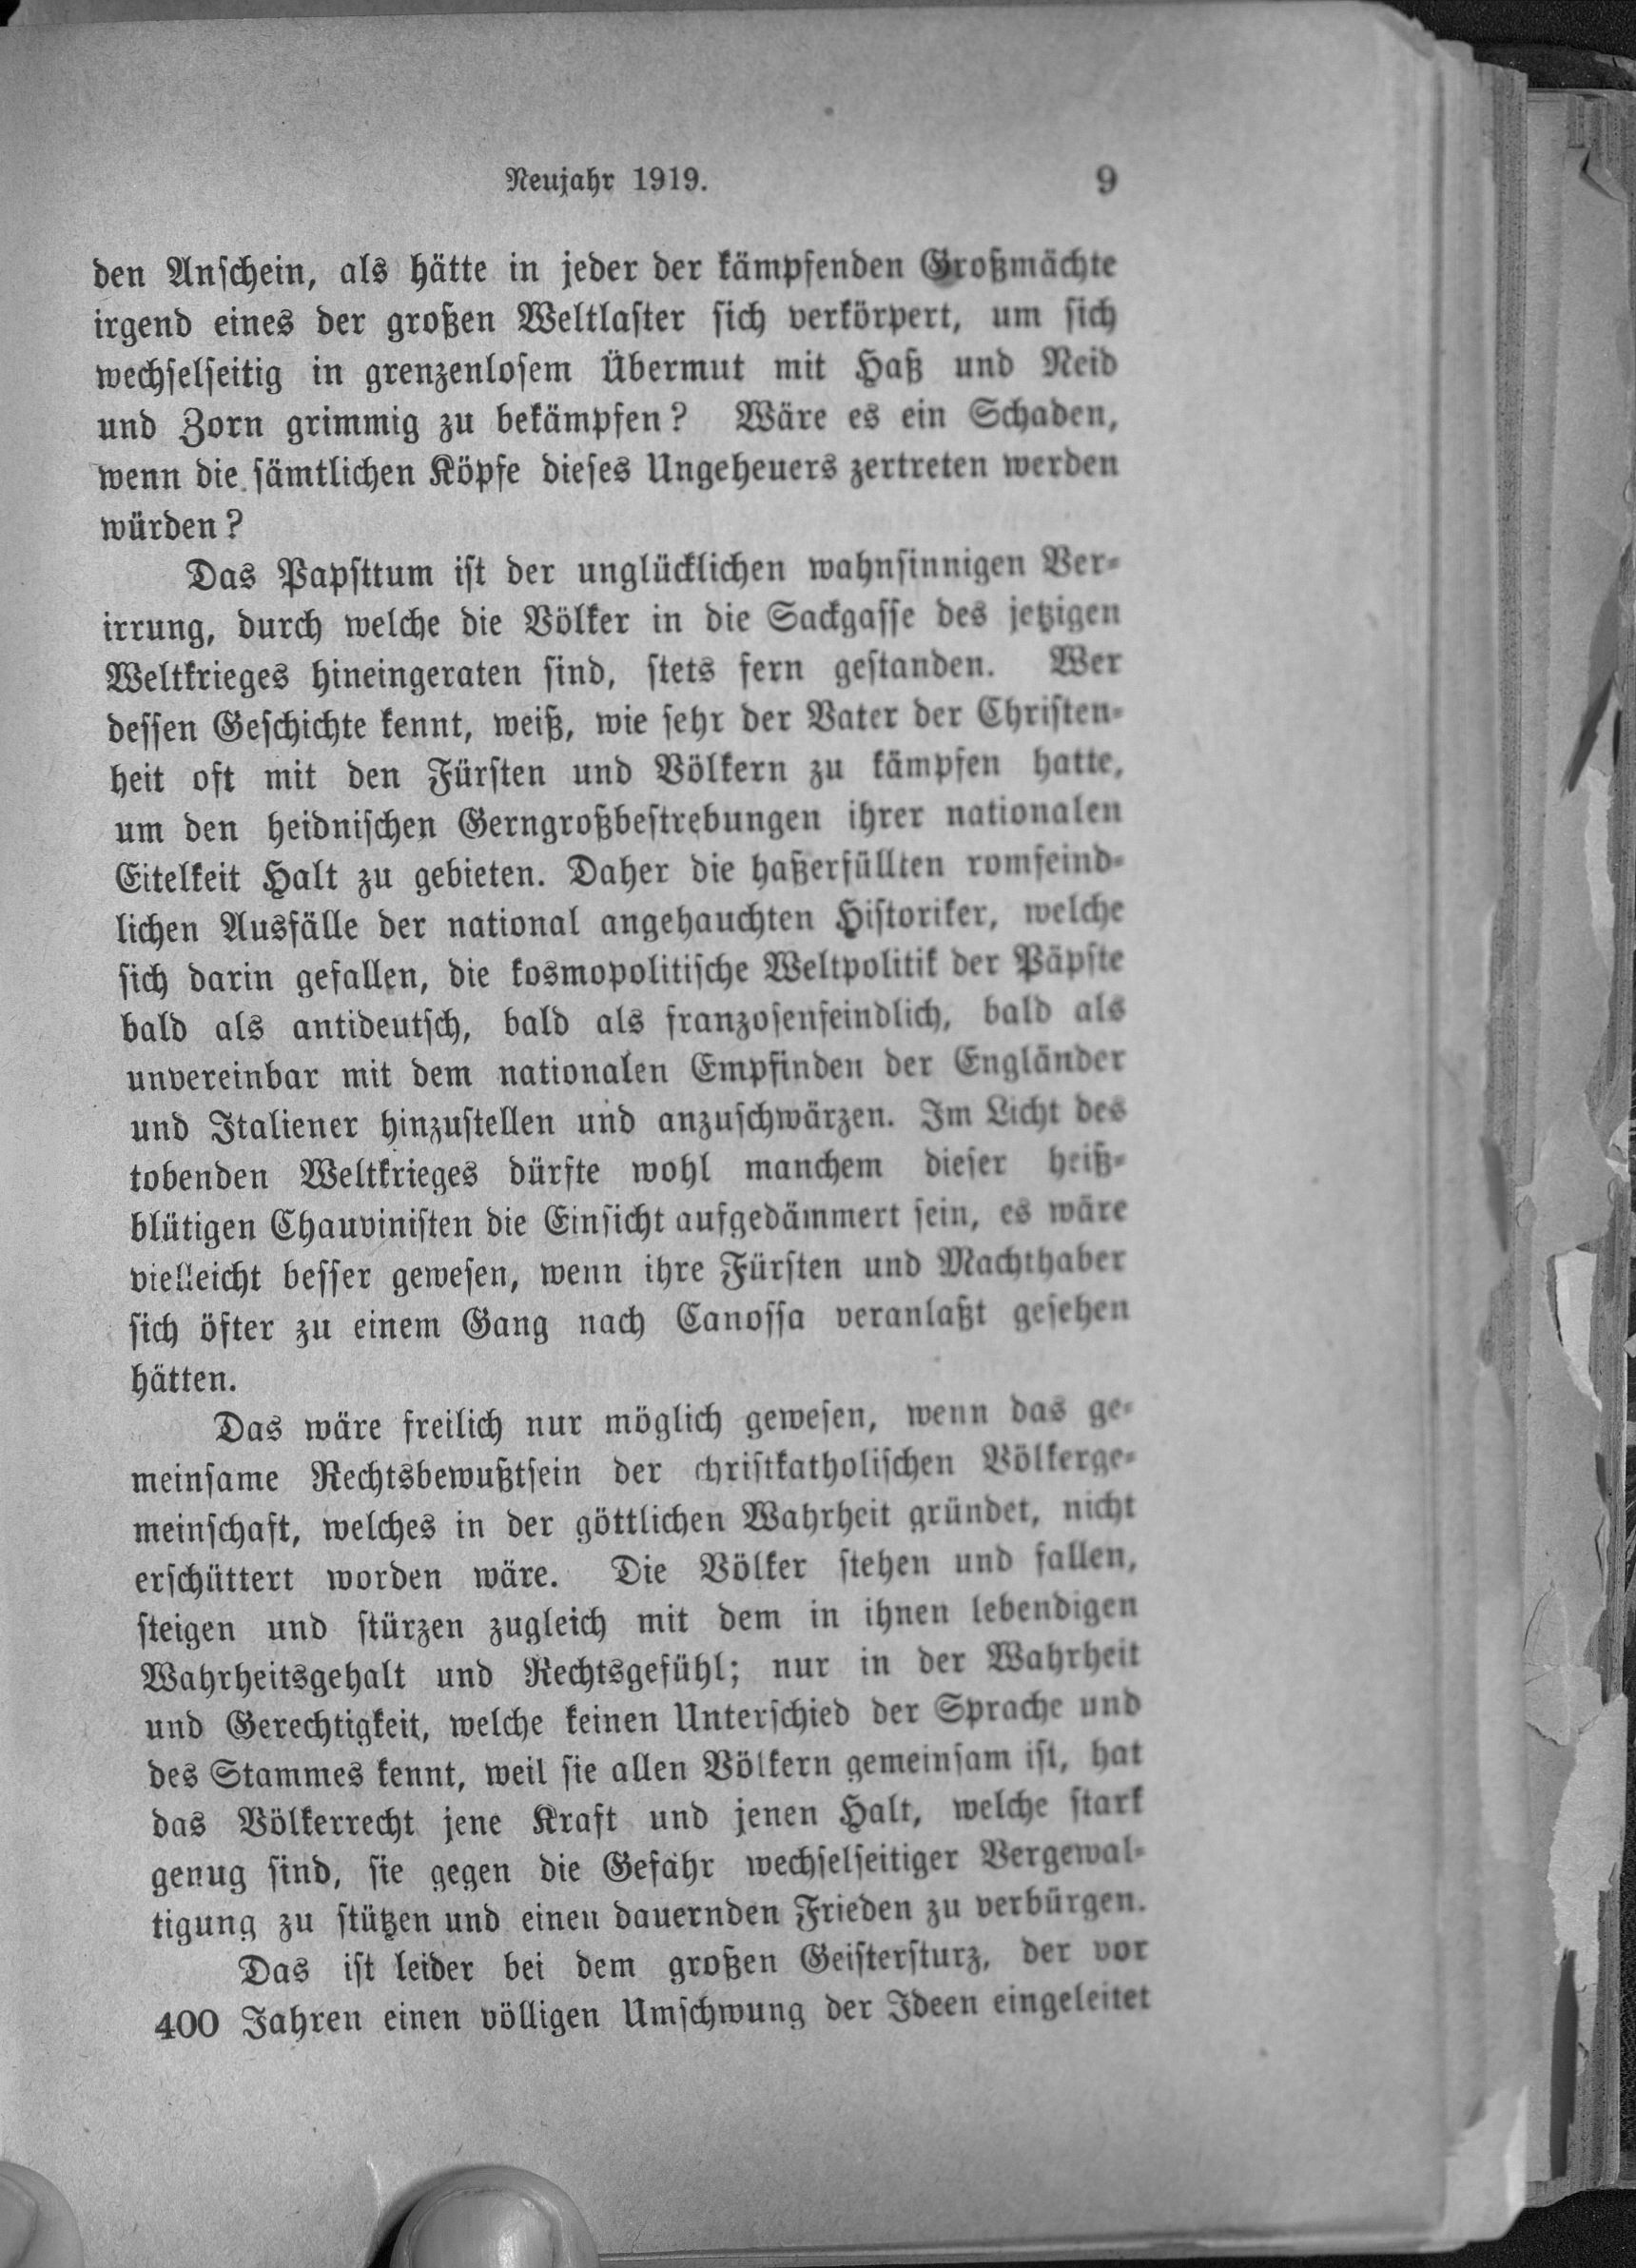 Neujahr 1919. 9
den Anschein, als hätte in jeder der kämpfenden Großmächte
irgend eines der großen Weltlaster sich verkörpert, um sich
wechselseitig in grenzenlosem Übermut mit Haß und Neid
und Zorn grimmig zu bekämpfen? Wäre es ein Schaden,
wenn die sämtlichen Köpfe dieses Ungeheuers zertreten werden
würden?
Das Papsttum ist der unglücklichen wahnsinnigen Ver-
irrung, durch welche die Völker in die Sackgasse des jetzigen
Weltkrieges hineingeraten sind, stets fern gestanden. Wer
dessen Geschichte kennt, weiß, wie sehr der Vater der Christen-
heit oft mit den Fürsten und Völkern zu kämpfen hatte,
um den heidnischen Gerngroßbestrebungen ihrer nationalen
Eitelkeit Halt zu gebieten. Daher die haßerfüllten romfeind-
lichen Ausfälle der national angehauchten Historiker, welche
sich darin gefallen, die kosmopolitische Weltpolitik der Päpste
bald als antideutsch, bald als franzosenfeindlich, bald als
unvereinbar mit dem nationalen Empfinden der Engländer
und Italiener hinzustellen und anzuschwärzen. Im Licht des
tobenden Weltkrieges dürfte wohl manchem dieser heiß-
blütigen Chauvinisten die Einsicht aufgedämmert sein, es wäre
vielleicht besser gewesen, wenn ihre Fürsten und Machthaber
sich öfter zu einem Gang nach Canossa veranlaßt gesehen
hätten.
Das wäre freilich nur möglich gewesen, wenn das ge-
meinsame Rechtsbewußtsein der christkatholischen Völkerge-
meinschaft, welches in der göttlichen Wahrheit gründet, nicht
erschüttert worden wäre. Die Völker stehen und fallen,
steigen und stürzen zugleich mit dem in ihnen lebendigen
Wahrheitsgehalt und Rechtsgefühl; nur in der Wahrheit
und Gerechtigkeit, welche keinen Unterschied der Sprache und
des Stammes kennt, weil sie allen Völkern gemeinsam ist, hat
das Völkerrecht jene Kraft und jenen Halt, welche stark
genug sind, sie gegen die Gefahr wechselseitiger Vergewal-
tigung zu stützen und einen dauernden Frieden zu verbürgen.
Das ist leider bei dem großen Geistersturz, der vor
400 Jahren einen völligen Umschwung der Ideen eingeleitet